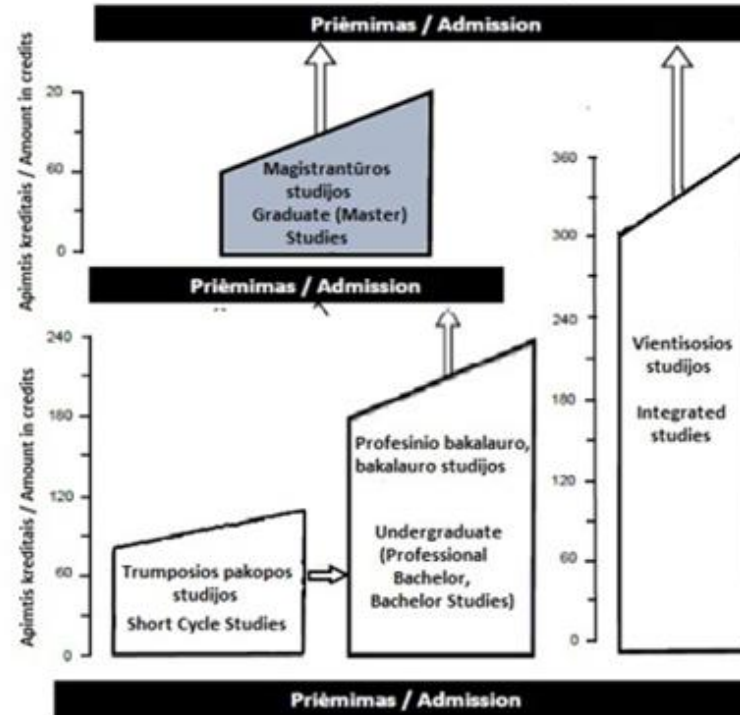 Priėmimas / Admission
Apimtis kreditais / Amount in credits
20
60
0
Magistrantūros
studijos
Graduate (Master)
Studies
Priėmimas / Admission
Apimtis kreditais / Amount in credits
240
180
120
60
0
Trumposios pakopos
studijos
Short Cycle Studies
Profesinio bakalauro,
bakalauro studijos
Undergraduate
(Professional
Bachelor,
Bachelor Studies)
360
300
240
180
120
60
0
Vientisosios
studijos
Integrated
studies
Priėmimas / Admission